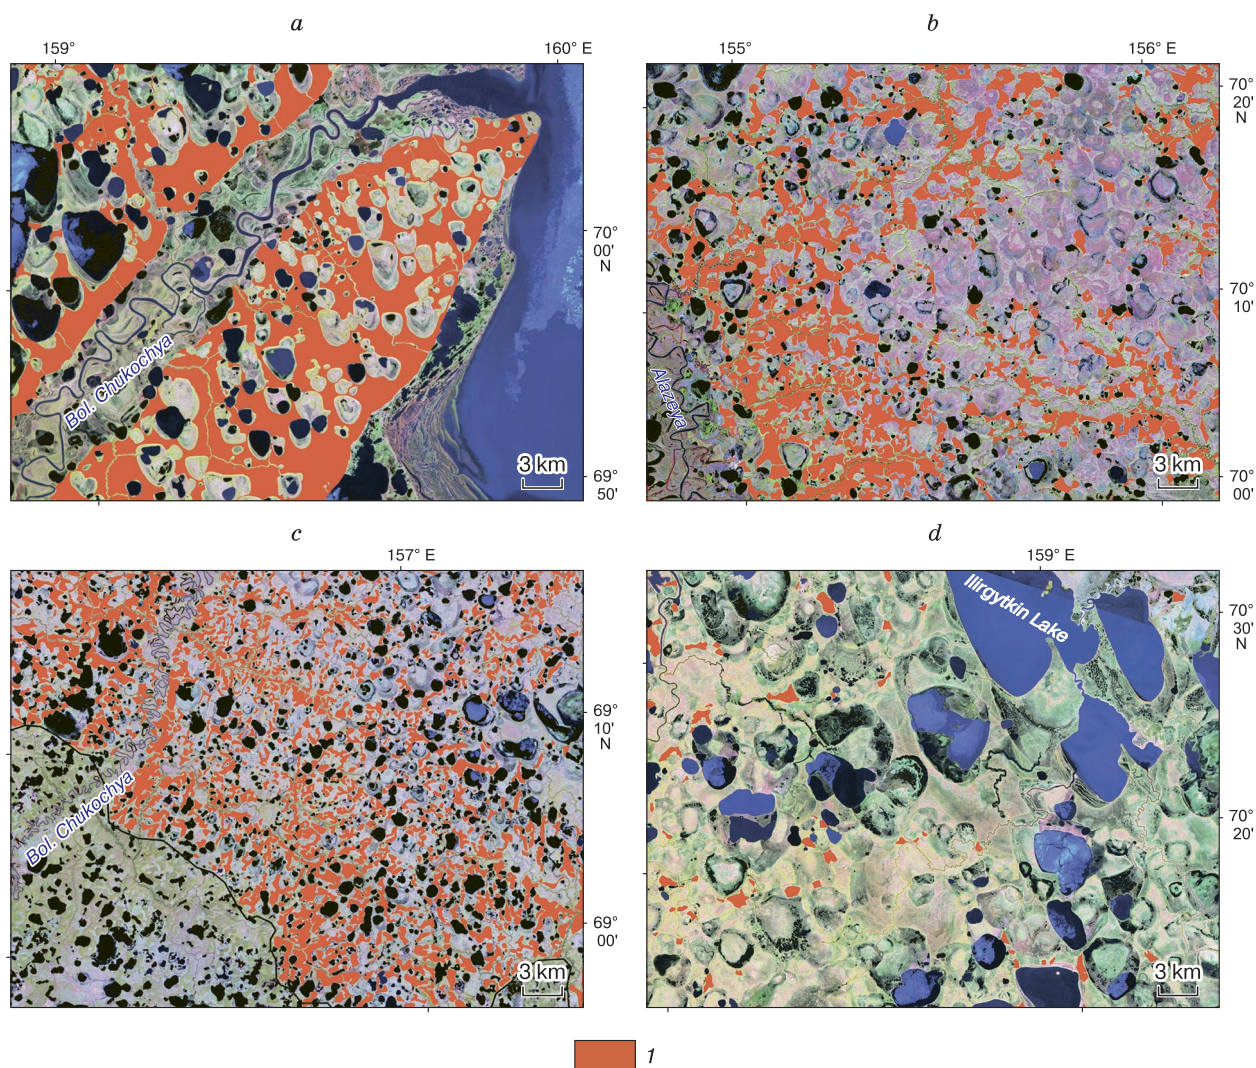 a
b
159°
160° E
155°
156° E
70°
00'
N
69°
50'
Bol. Chukochya
3 km
70°
20'
N
70°
10'
70°
00'
Alazeya
3 km
c
d
157° E
159° E
69°
10'
N
69°
00'
Bol. Chukochya
3 km
Ilirgytkin Lake
70°
30'
N
70°
20'
3 km
1